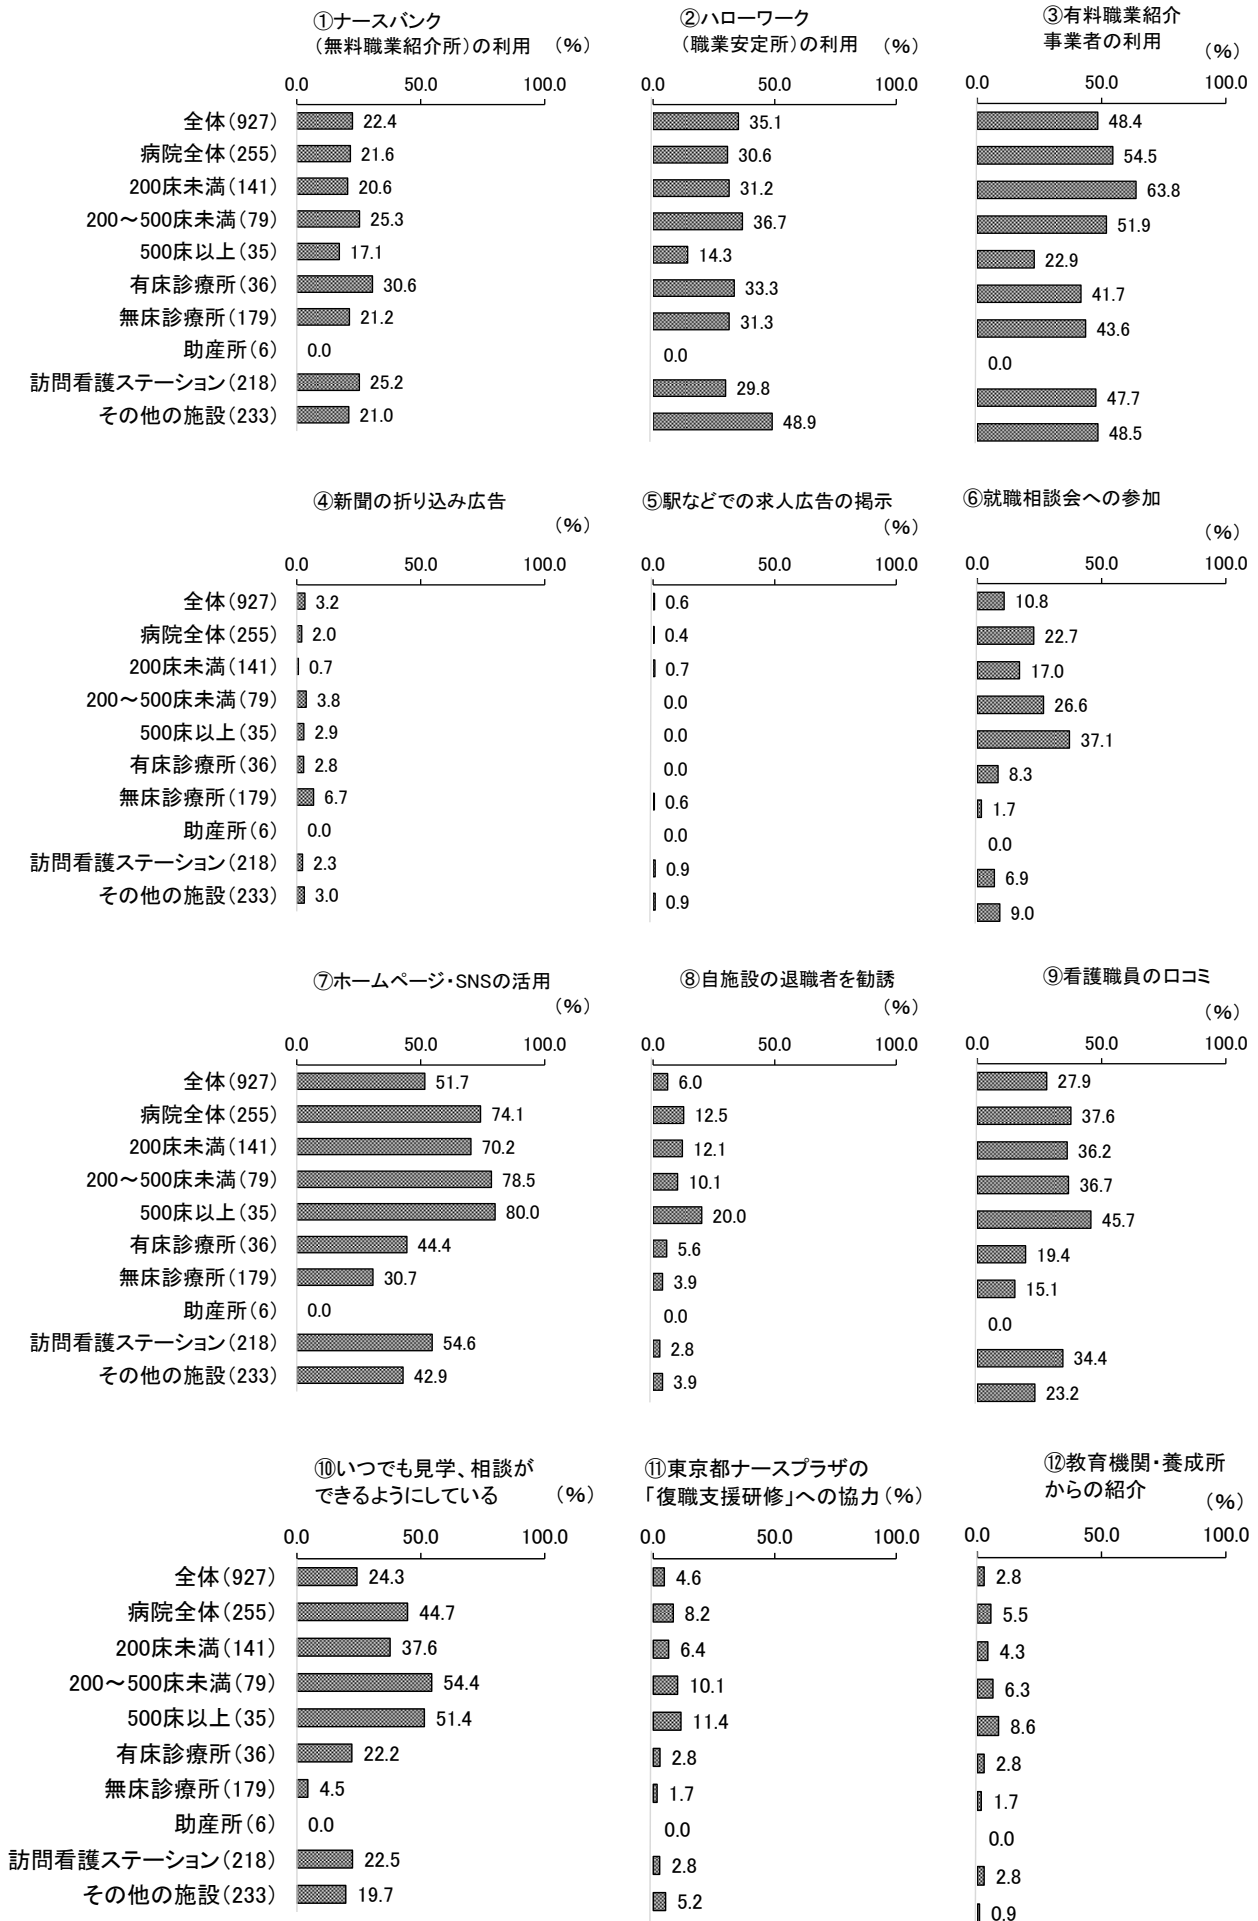 ①ナースバンク
(無料職業紹介所)の利用 (%)
0.0 50.0 100.0
全体(927) 22.4
病院全体(255) 21.6
200床未満(141) 20.6
200~500床未満(79) 25.3
500床以上(35) 17.1
有床診療所(36) 30.6
無床診療所(179) 21.2
助産所(6) 0.0
訪問看護ステーション(218) 25.2
その他の施設(233) 21.0
②ハローワーク
(職業安定所)の利用 (%)
0.0 50.0 100.0
35.1
30.6
31.2
36.7
14.3
33.3
31.3
0.0
29.8
48.9
③有料職業紹介
事業者の利用
(%)
0.0 50.0 100.0
48.4
54.5
63.8
51.9
22.9
41.7
43.6
0.0
47.7
48.5
④新聞の折り込み広告
(%)
0.0 50.0 100.0
全体(927) 3.2
病院全体(255) 2.0
200床未満(141) 0.7
200~500床未満(79) 3.8
500床以上(35) 2.9
有床診療所(36) 2.8
無床診療所(179) 6.7
助産所(6) 0.0
訪問看護ステーション(218) 2.3
その他の施設(233) 3.0
⑤駅などでの求人広告の掲示
(%)
0.0 50.0 100.0
0.6
0.4
0.7
0.0
0.0
0.0
0.6
0.0
0.9
0.9
⑥就職相談会への参加
(%)
0.0 50.0 100.0
10.8
22.7
17.0
26.6
37.1
8.3
1.7
0.0
6.9
9.0
⑦ホームページ・SNSの活用
(%)
0.0 50.0 100.0
全体(927) 51.7
病院全体(255) 74.1
200床未満(141) 70.2
200~500床未満(79) 78.5
500床以上(35) 80.0
有床診療所(36) 44.4
無床診療所(179) 30.7
助産所(6) 0.0
訪問看護ステーション(218) 54.6
その他の施設(233) 42.9
⑧自施設の退職者を勧誘
(%)
0.0 50.0 100.0
6.0
12.5
12.1
10.1
20.0
5.6
3.9
0.0
2.8
3.9
⑨看護職員の口コミ
(%)
0.0 50.0 100.0
27.9
37.6
36.2
36.7
45.7
19.4
15.1
0.0
34.4
23.2
⑩いつでも見学、相談が
できるようにしている (%)
0.0 50.0 100.0
全体(927) 24.3
病院全体(255) 44.7
200床未満(141) 37.6
200~500床未満(79) 54.4
500床以上(35) 51.4
有床診療所(36) 22.2
無床診療所(179) 4.5
助産所(6) 0.0
訪問看護ステーション(218) 22.5
その他の施設(233) 19.7
⑪東京都ナースプラザの
「復職支援研修」への協力(%)
0.0 50.0 100.0
4.6
8.2
6.4
10.1
11.4
2.8
1.7
0.0
2.8
5.2
⑫教育機関・養成所
からの紹介
(%)
0.0 50.0 100.0
2.8
5.5
4.3
6.3
8.6
2.8
1.7
0.0
2.8
0.9